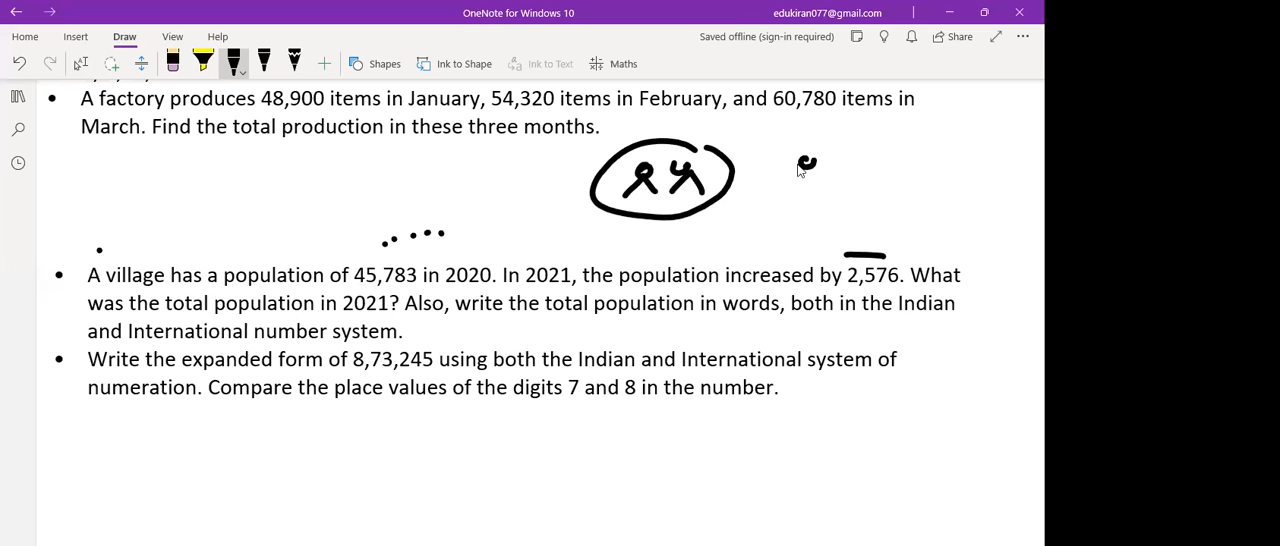 OneNote for Windows 10
edukiran077@gmail.com
Home Insert Draw View Help
Saved offline (sign-in required)
Share
Shapes Ink to Shape Ink to Text Maths
• A factory produces 48,900 items in January, 54,320 items in February, and 60,780 items in
March. Find the total production in these three months.
• A village has a population of 45,783 in 2020. In 2021, the population increased by 2,576. What
was the total population in 2021? Also, write the total population in words, both in the Indian
and International number system.
• Write the expanded form of 8,73,245 using both the Indian and International system of
numeration. Compare the place values of the digits 7 and 8 in the number.